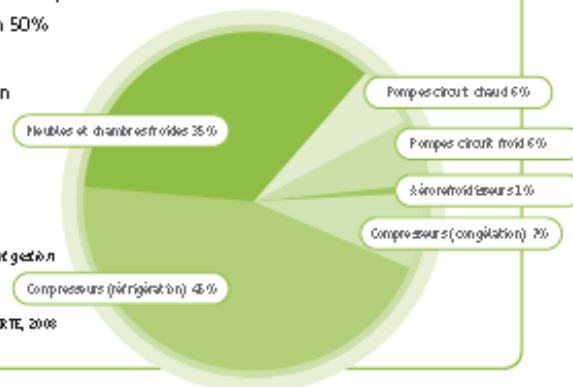 50%
n
Meubles et chambres froides 35%
Pompes circuit chaud 6%
Pompes circuit froid 6%
Aérorefroidisseurs 1%
Compresseurs (congélation) 7%
gestion
Compresseurs (réfrigération) 45%
RTE, 2008